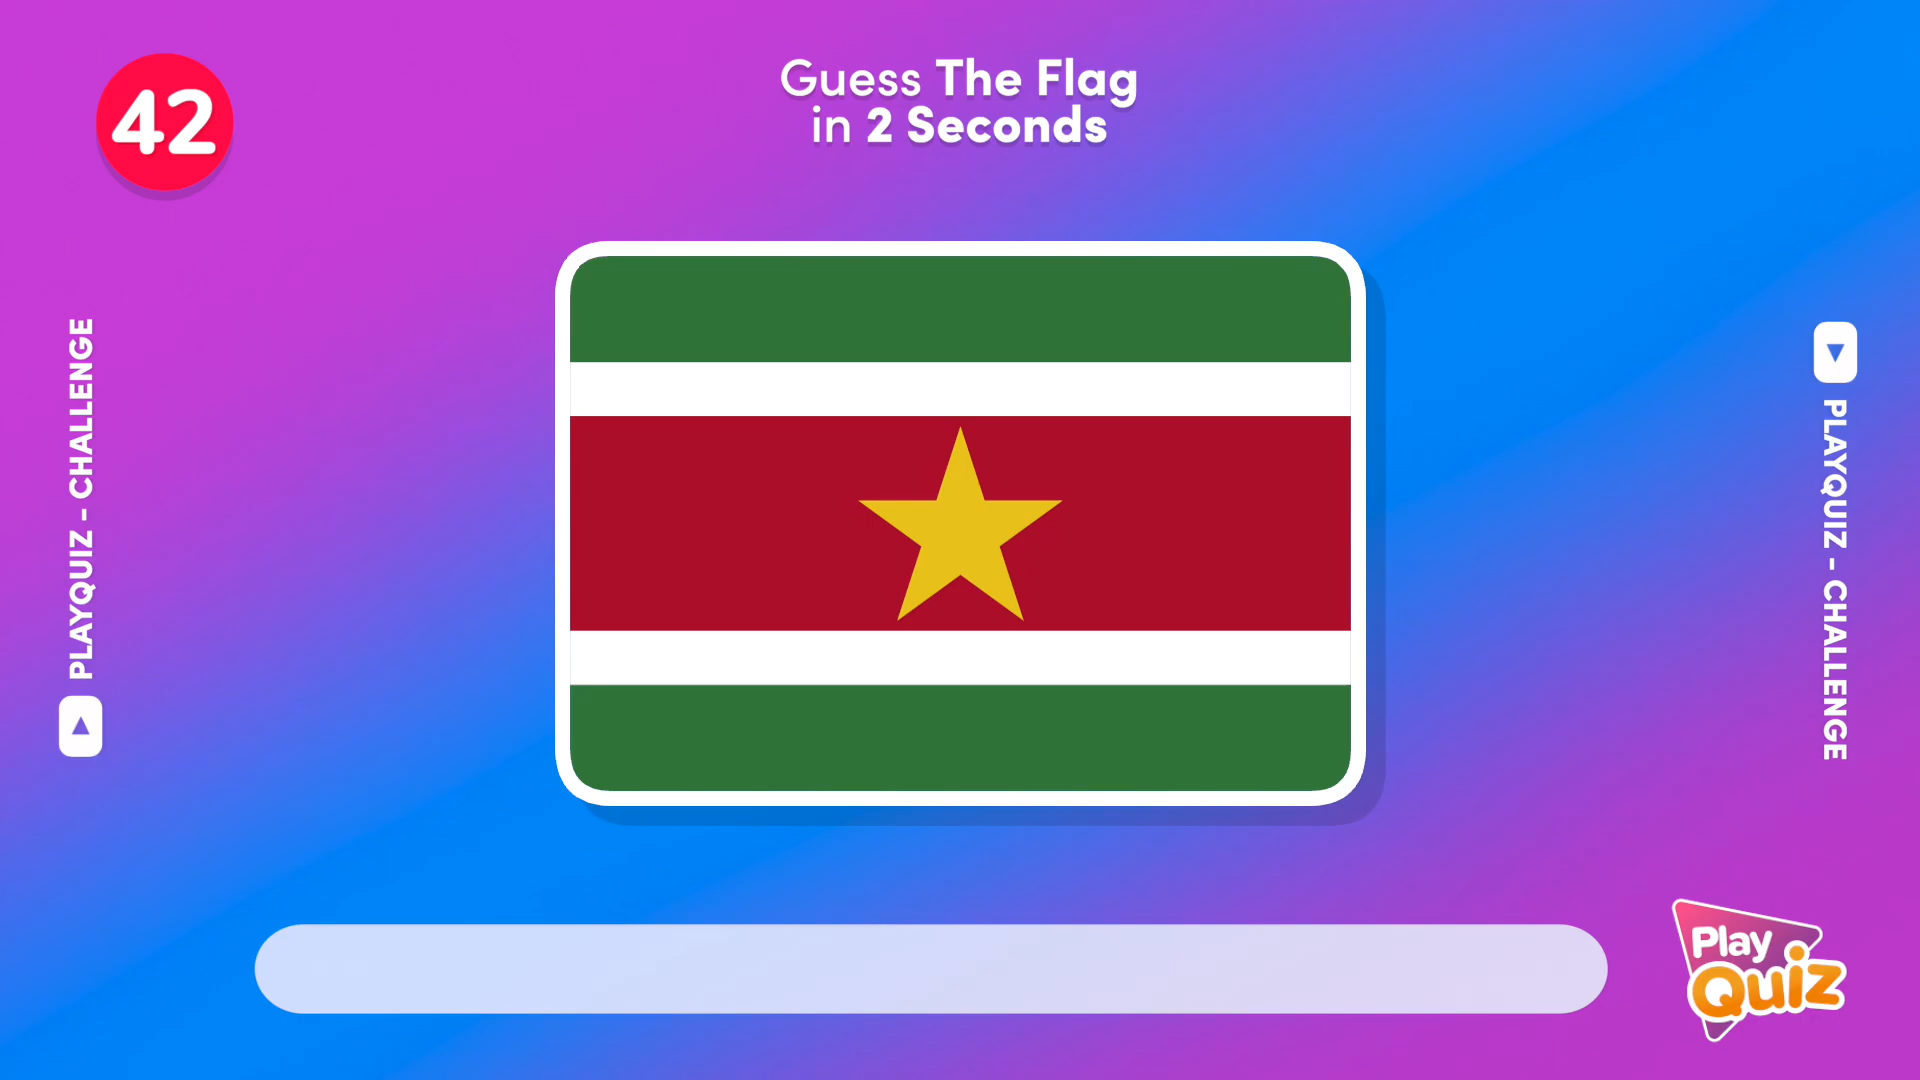 42
Guess The Flag
in 2 Seconds
PLAYQUIZ - CHALLENGE
PLAYQUIZ - CHALLENGE
Play
Quiz